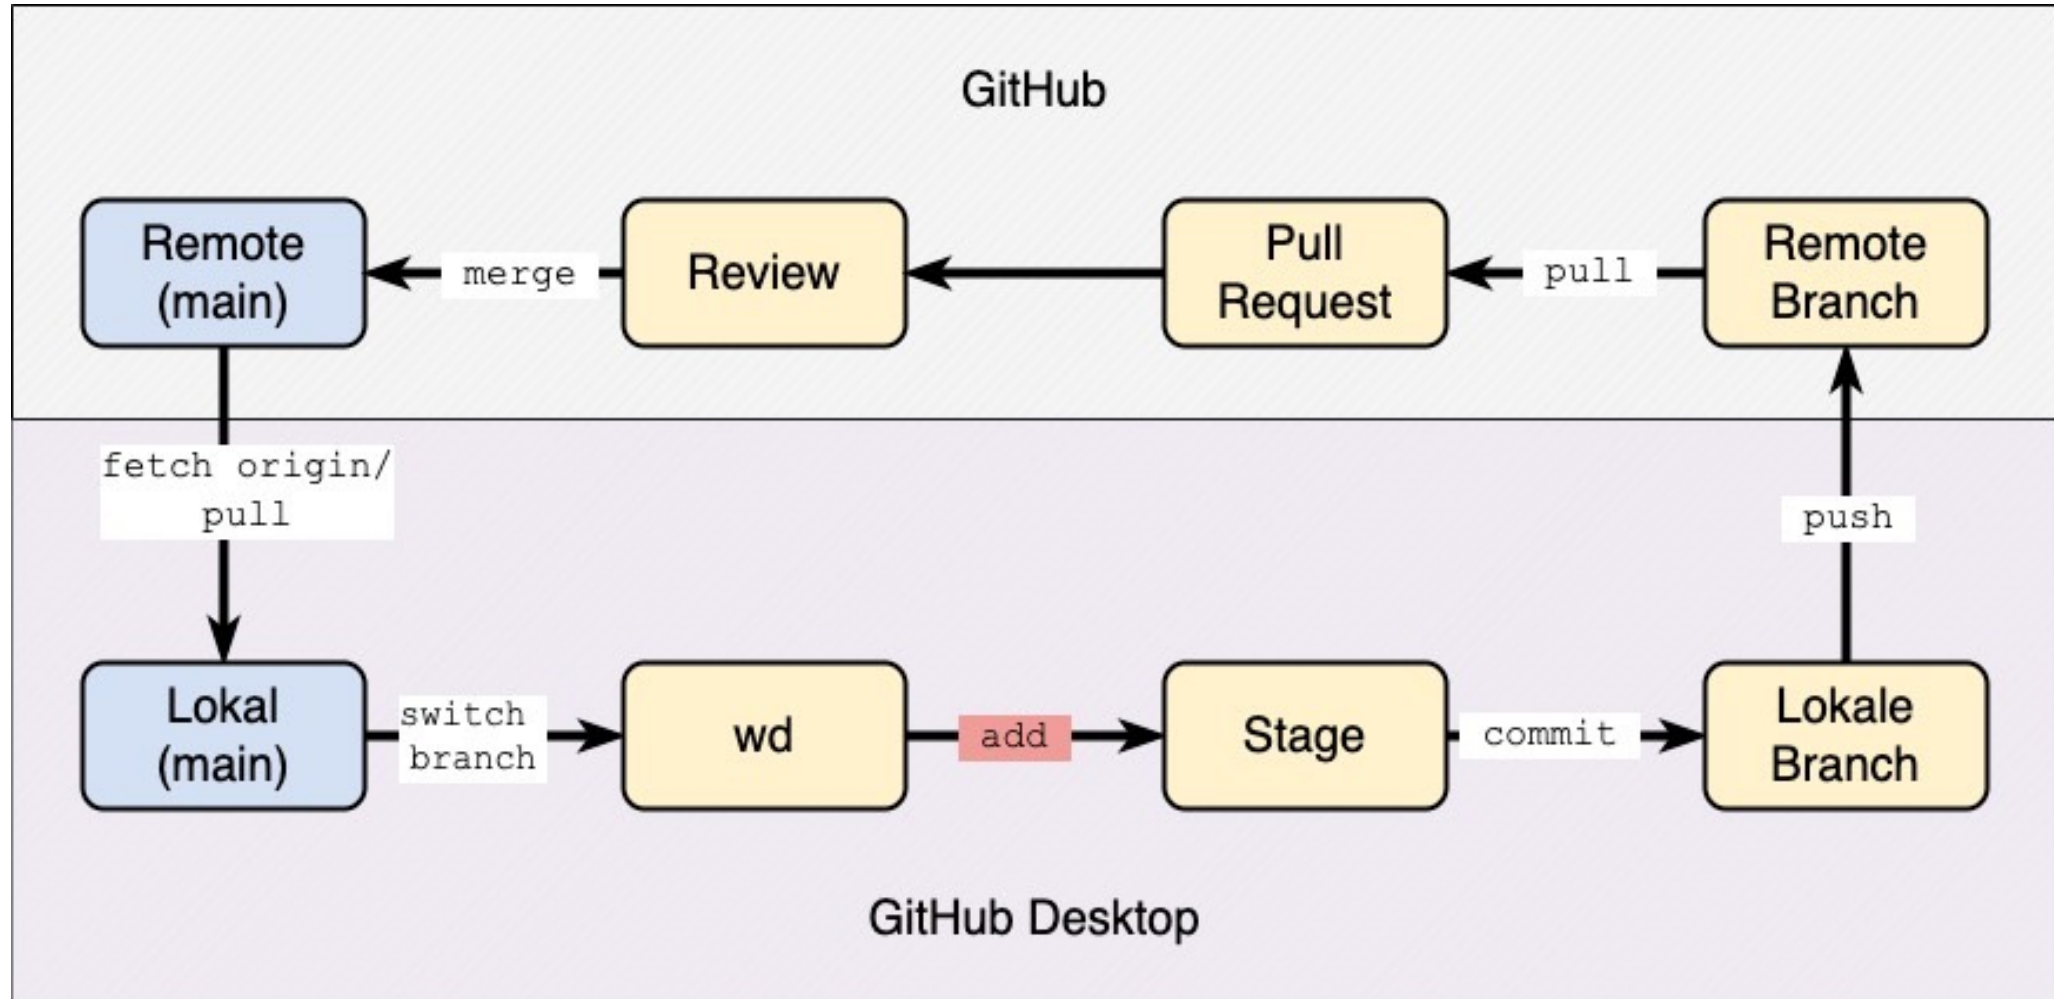 GitHub
Remote
(main)
merge
Review
Pull
Request
pull
Remote
Branch
fetch origin/
pull
push
Lokal
(main)
switch
branch
wd
add
Stage
commit
Lokale
Branch
GitHub Desktop